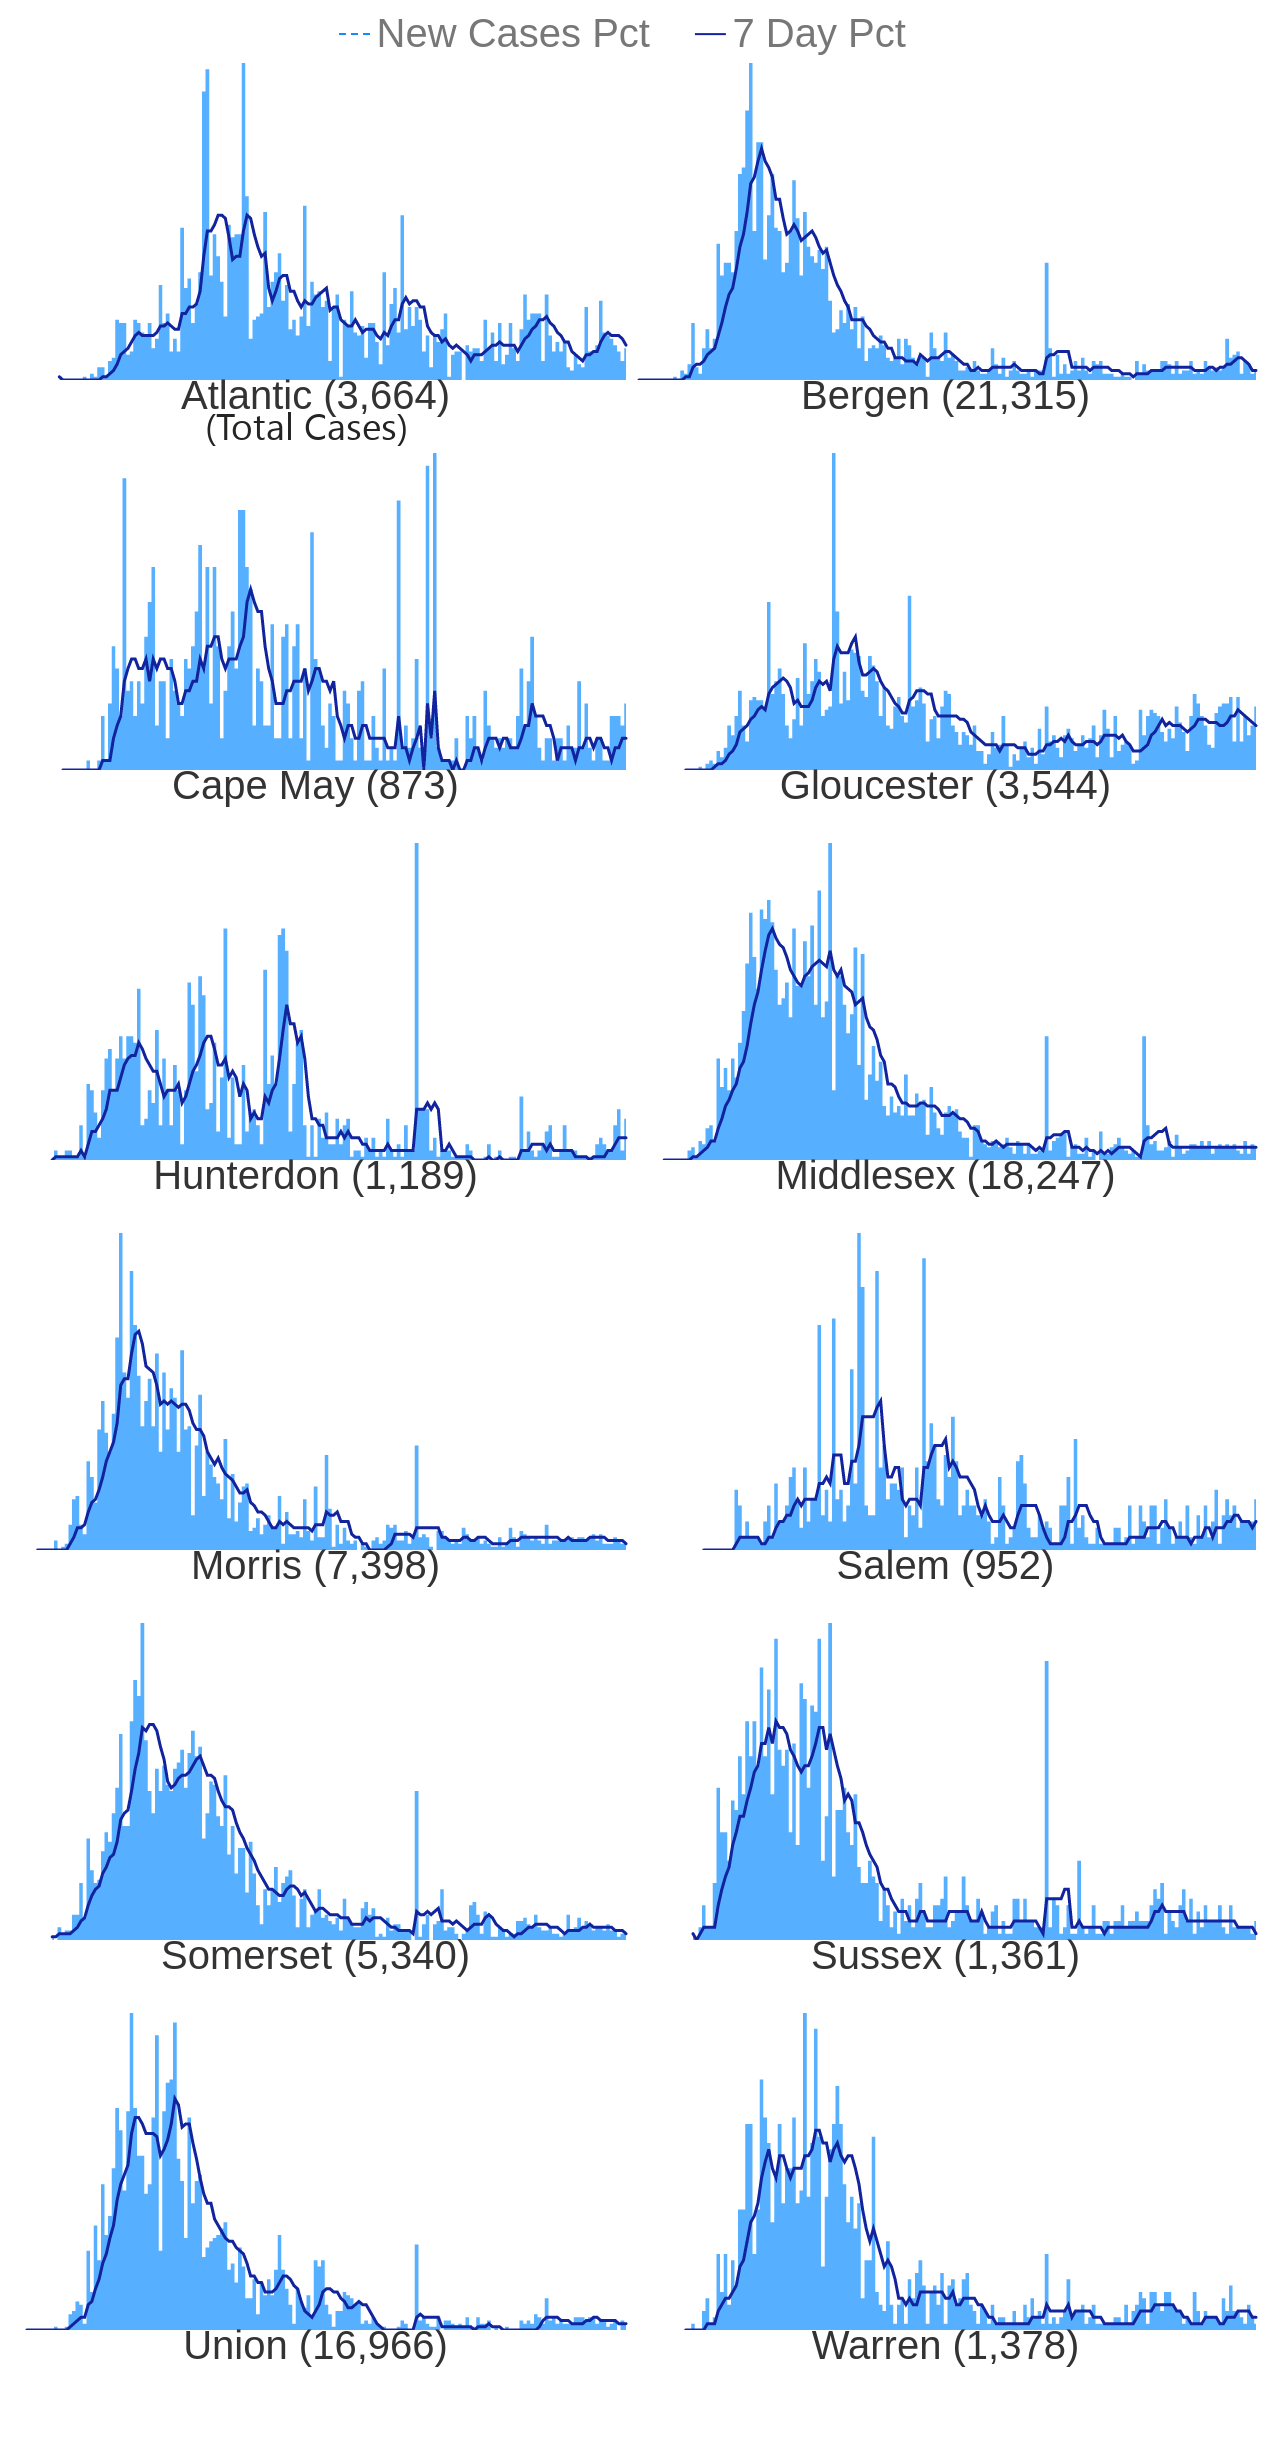 New Cases Pct 7 Day Pct
Atlantic (3,664) Bergen (21,315)
(Total Cases)
Cape May (873) Gloucester (3,544)
Hunterdon (1,189) Middlesex (18,247)
Morris (7,398) Salem (952)
Somerset (5,340) Sussex (1,361)
Union (16,966) Warren (1,378)